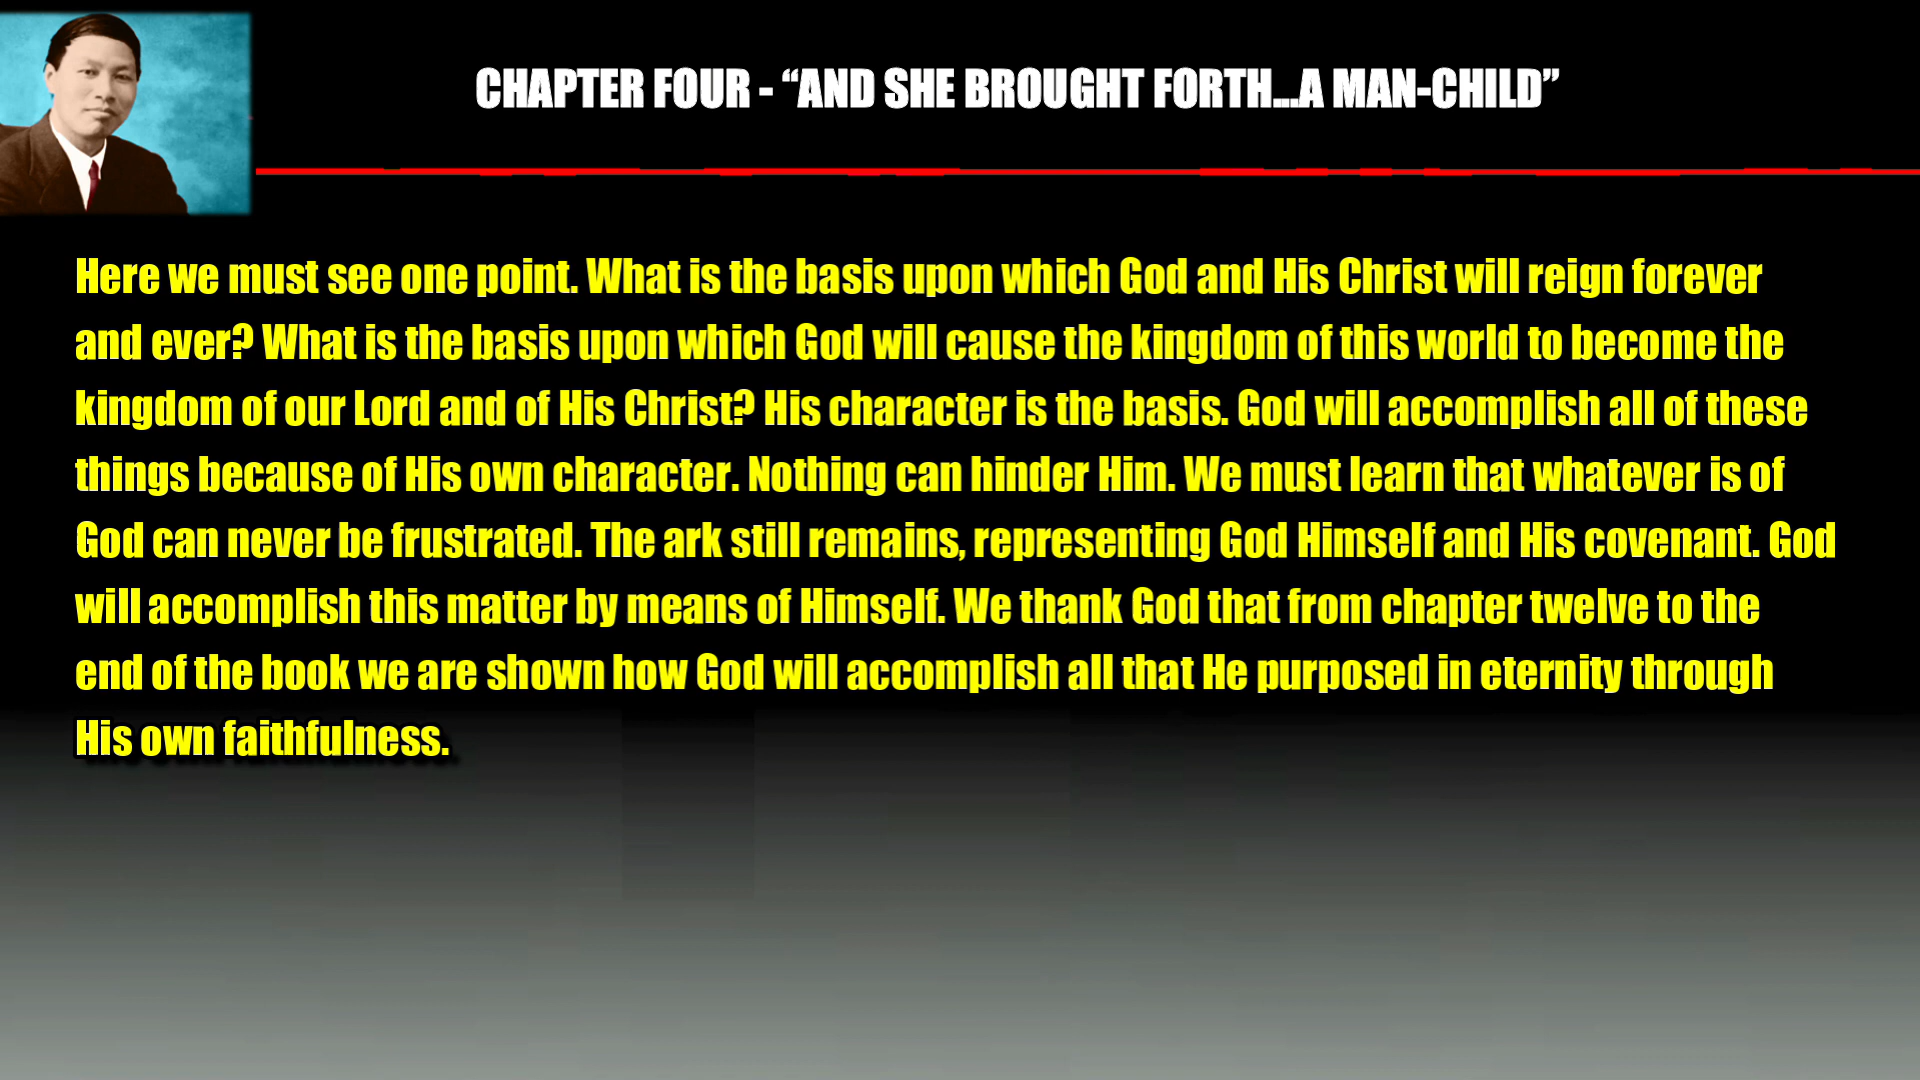 CHAPTER FOUR - “AND SHE BROUGHT FORTH...A MAN-CHILD”
Here we must see one point. What is the basis upon which God and His Christ will reign forever
and ever? What is the basis upon which God will cause the kingdom of this world to become the
kingdom of our Lord and of His Christ? His character is the basis. God will accomplish all of these
things because of His own character. Nothing can hinder Him. We must learn that whatever is of
God can never be frustrated. The ark still remains, representing God Himself and His covenant. God
will accomplish this matter by means of Himself. We thank God that from chapter twelve to the
end of the book we are shown how God will accomplish all that He purposed in eternity through
His own faithfulness.